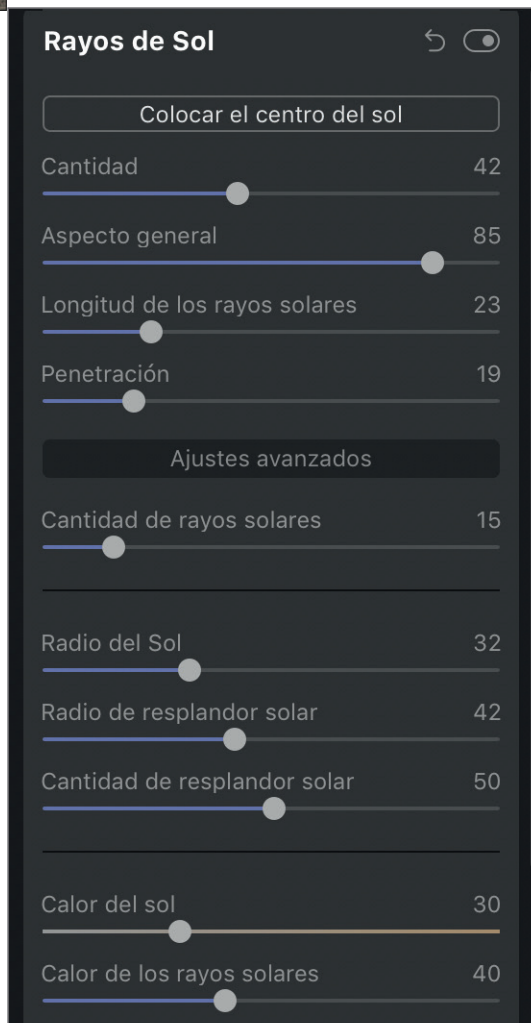 Rayos de Sol
Colocar el centro del sol
Cantidad 42
Aspecto general 85
Longitud de los rayos solares 23
Penetración 19
Ajustes avanzados
Cantidad de rayos solares 15
Radio del Sol 32
Radio de resplandor solar 42
Cantidad de resplandor solar 50
Calor del sol 30
Calor de los rayos solares 40